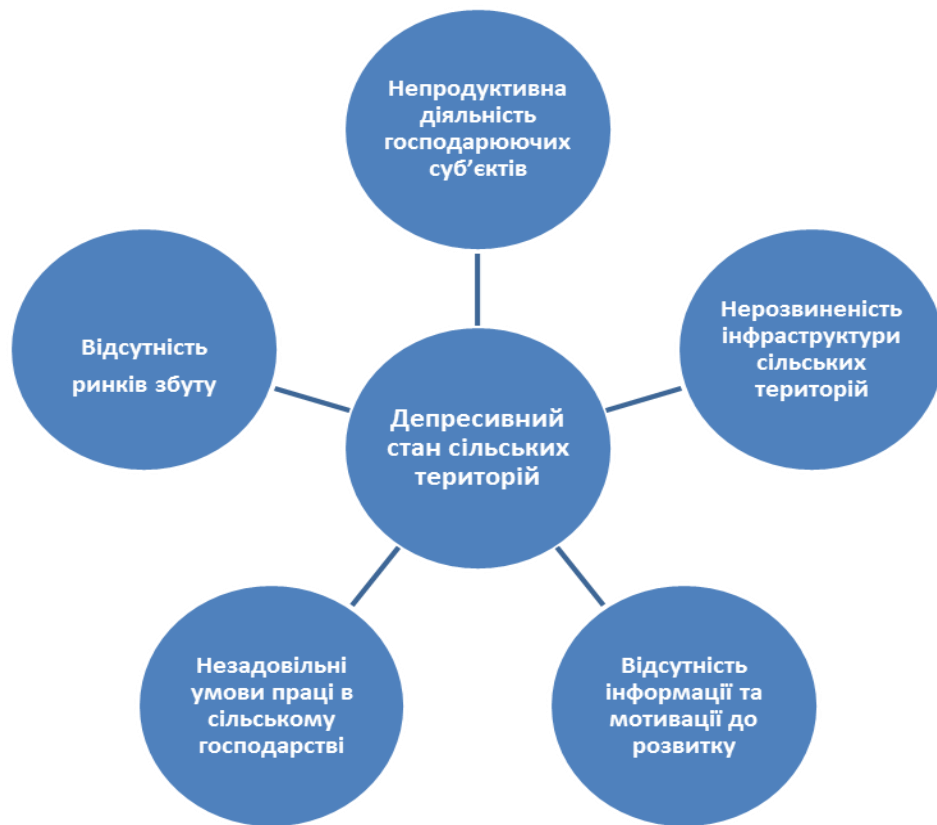 Непродуктивна
діяльність
господарюючих
суб’єктів
Нерозвиненість
інфраструктури
сільських
територій
Відсутність
ринків збуту
Депресивний
стан сільських
територій
Незадовільні
умови праці в
сільському
господарстві
Відсутність
інформації та
мотивації до
розвитку